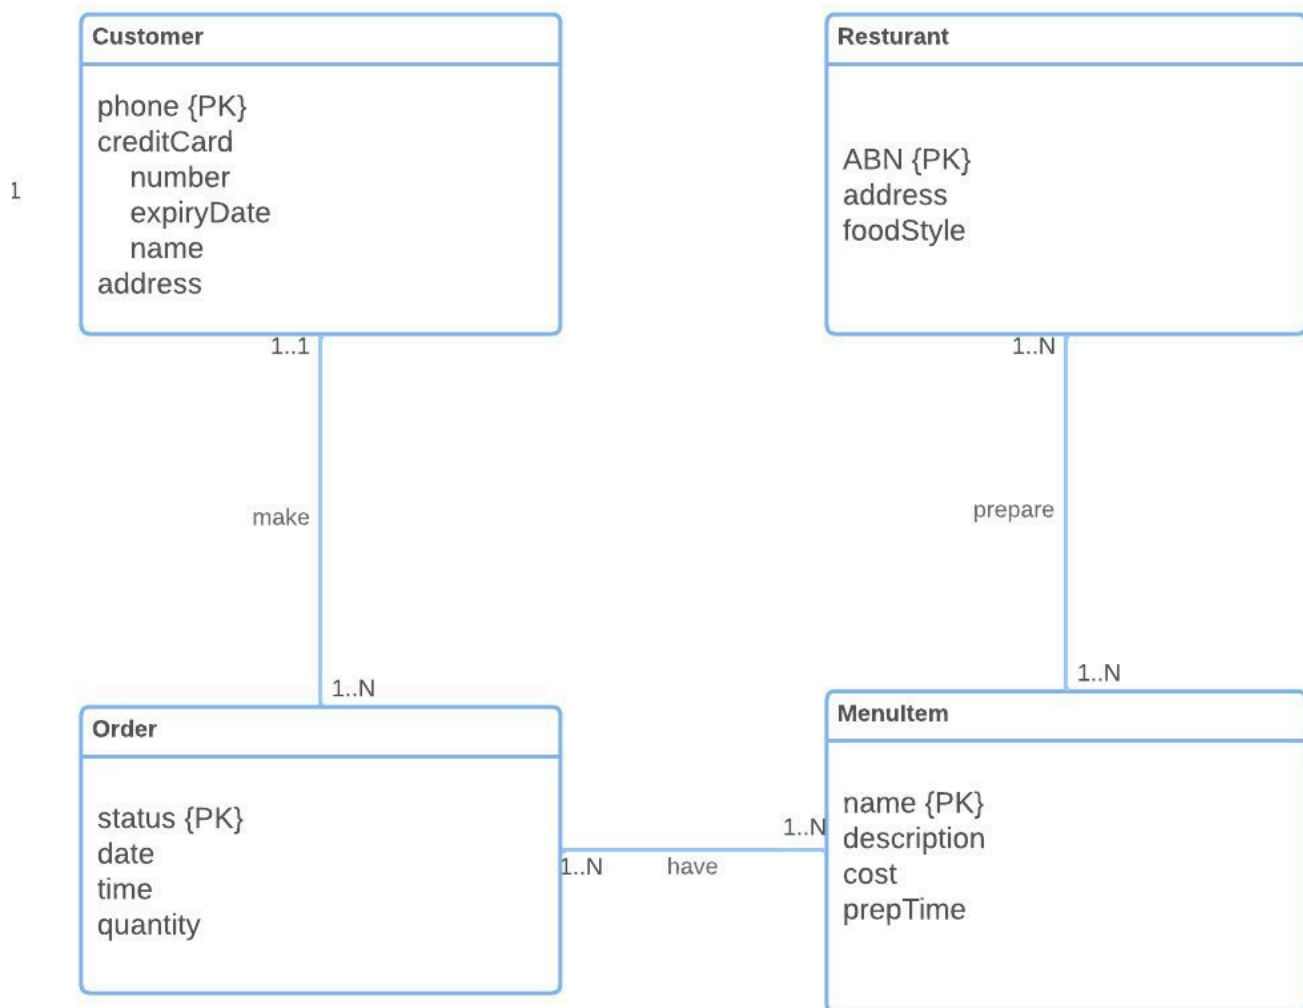 Customer
phone {PK}
creditCard
number
expiryDate
name
address
1
Resturant
ABN {PK}
address
foodStyle
1..1
make
1..N
1..N
prepare
1..N
Order
status {PK}
date
time
quantity
1..N
have
1..N
MenuItem
name {PK}
description
cost
prepTime